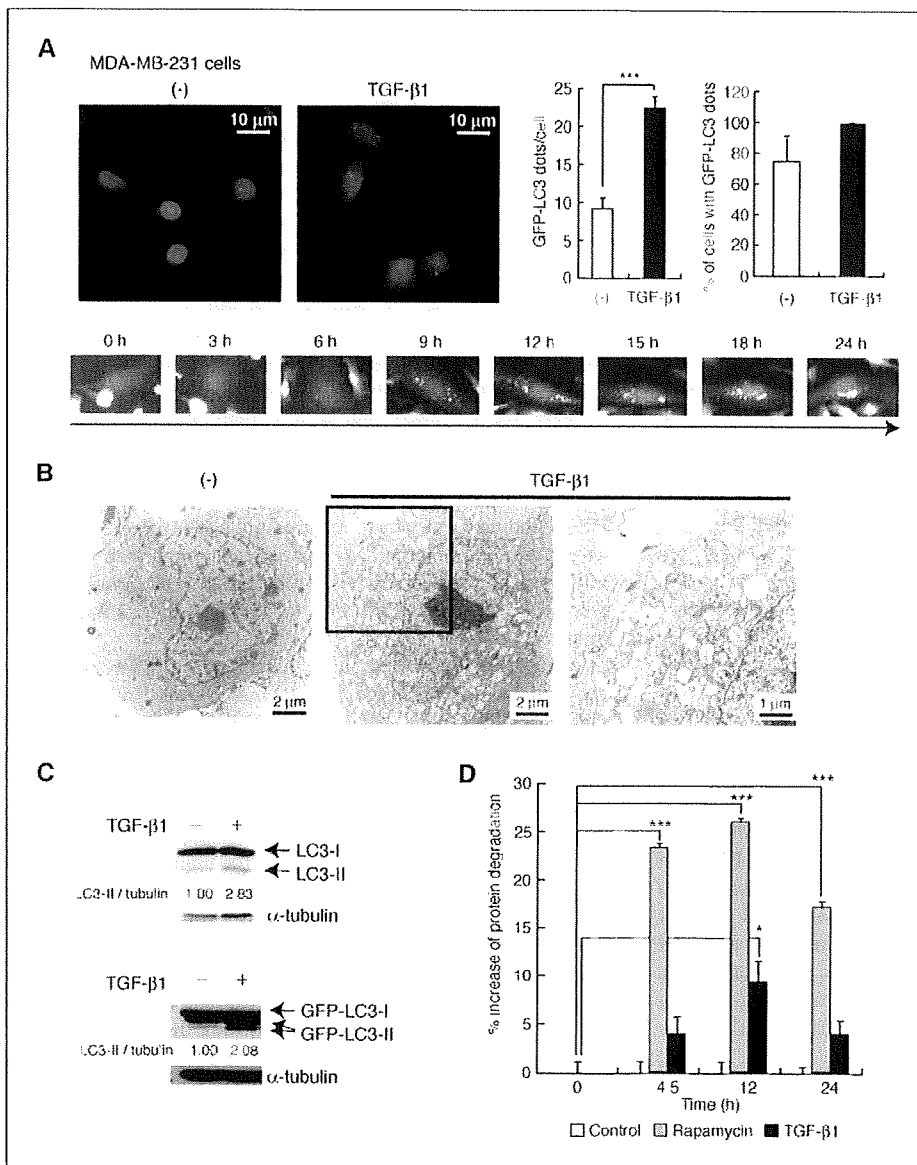 A
MDA-MB-231 cells
(-)
TGF-β1
10 μm
10 μm
GFP-LC3 dots/cell
25
20
15
10
5
0
***
(-)
TGF-β1
% of cells with GFP-LC3 dots
120
100
80
60
40
20
0
(-)
TGF-β1
0 h
3 h
6 h
9 h
12 h
15 h
18 h
24 h
B
(-)
TGF-β1
2 μm
2 μm
1 μm
C
TGF-β1 − +
LC3-I
LC3-II
LC3-II / tubulin 1.00 2.83
α-tubulin
TGF-β1 − +
GFP-LC3-I
GFP-LC3-II
LC3-II / tubulin 1.00 2.08
α-tubulin
D
% increase of protein degradation
30
25
20
15
10
5
0
***
***
***
*
0
4.5
12
24
Time (h)
Control
Rapamycin
TGF-β1